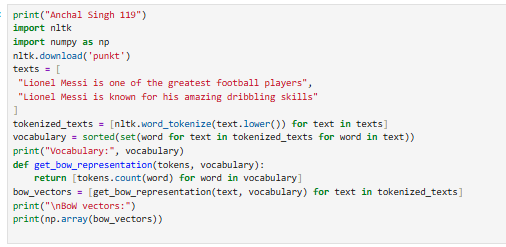 print("Anchal Singh 119")
import nltk
import numpy as np
nltk.download('punkt')
texts = [
 "Lionel Messi is one of the greatest football players",
 "Lionel Messi is known for his amazing dribbling skills"
]
tokenized_texts = [nltk.word_tokenize(text.lower()) for text in texts]
vocabulary = sorted(set(word for text in tokenized_texts for word in text))
print("Vocabulary:", vocabulary)
def get_bow_representation(tokens, vocabulary):
    return [tokens.count(word) for word in vocabulary]
bow_vectors = [get_bow_representation(text, vocabulary) for text in tokenized_texts]
print("\nBoW vectors:")
print(np.array(bow_vectors))